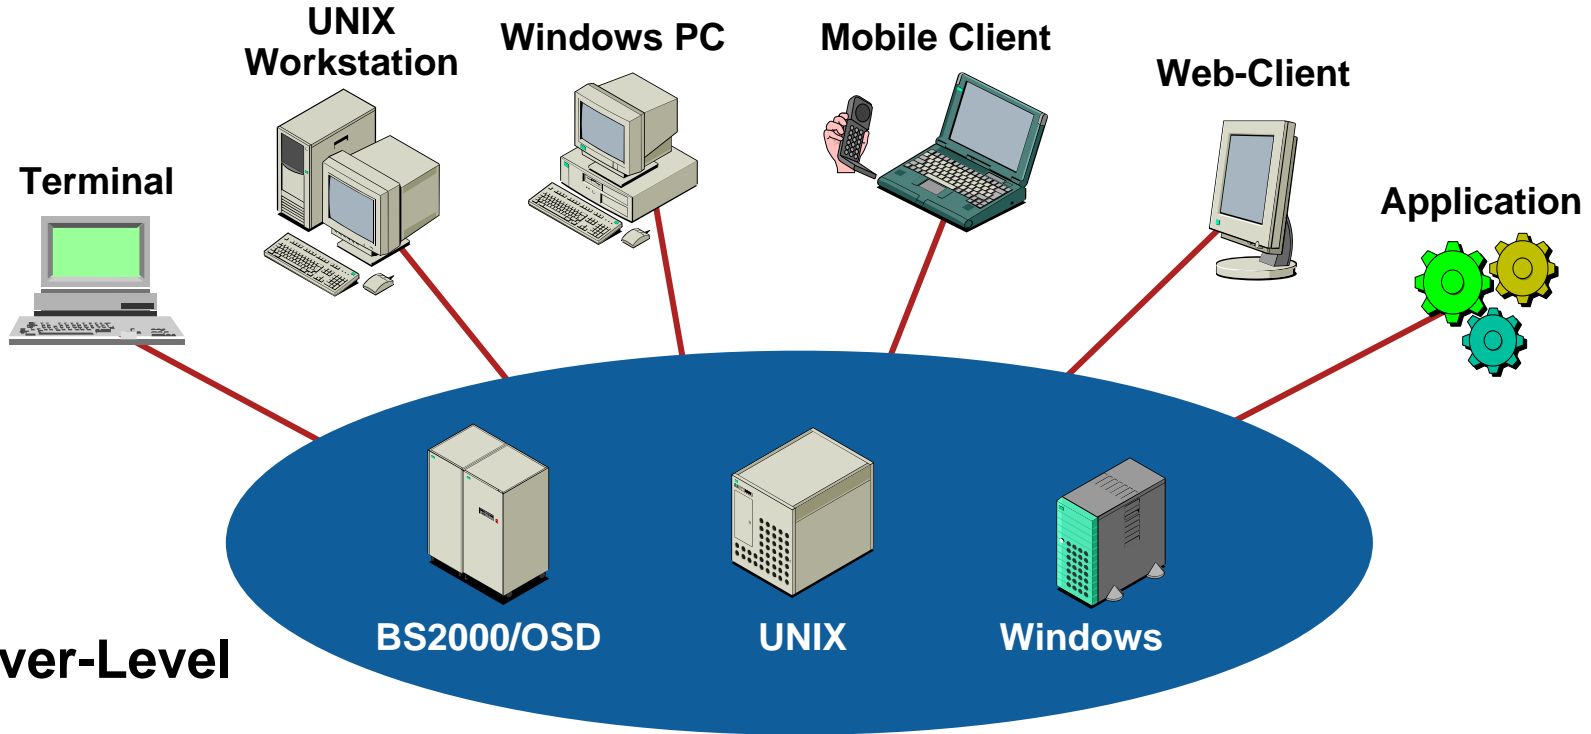 UNIX
Workstation
Windows PC
Mobile Client
Web-Client
Terminal
Application
BS2000/OSD
UNIX
Windows
ver-Level